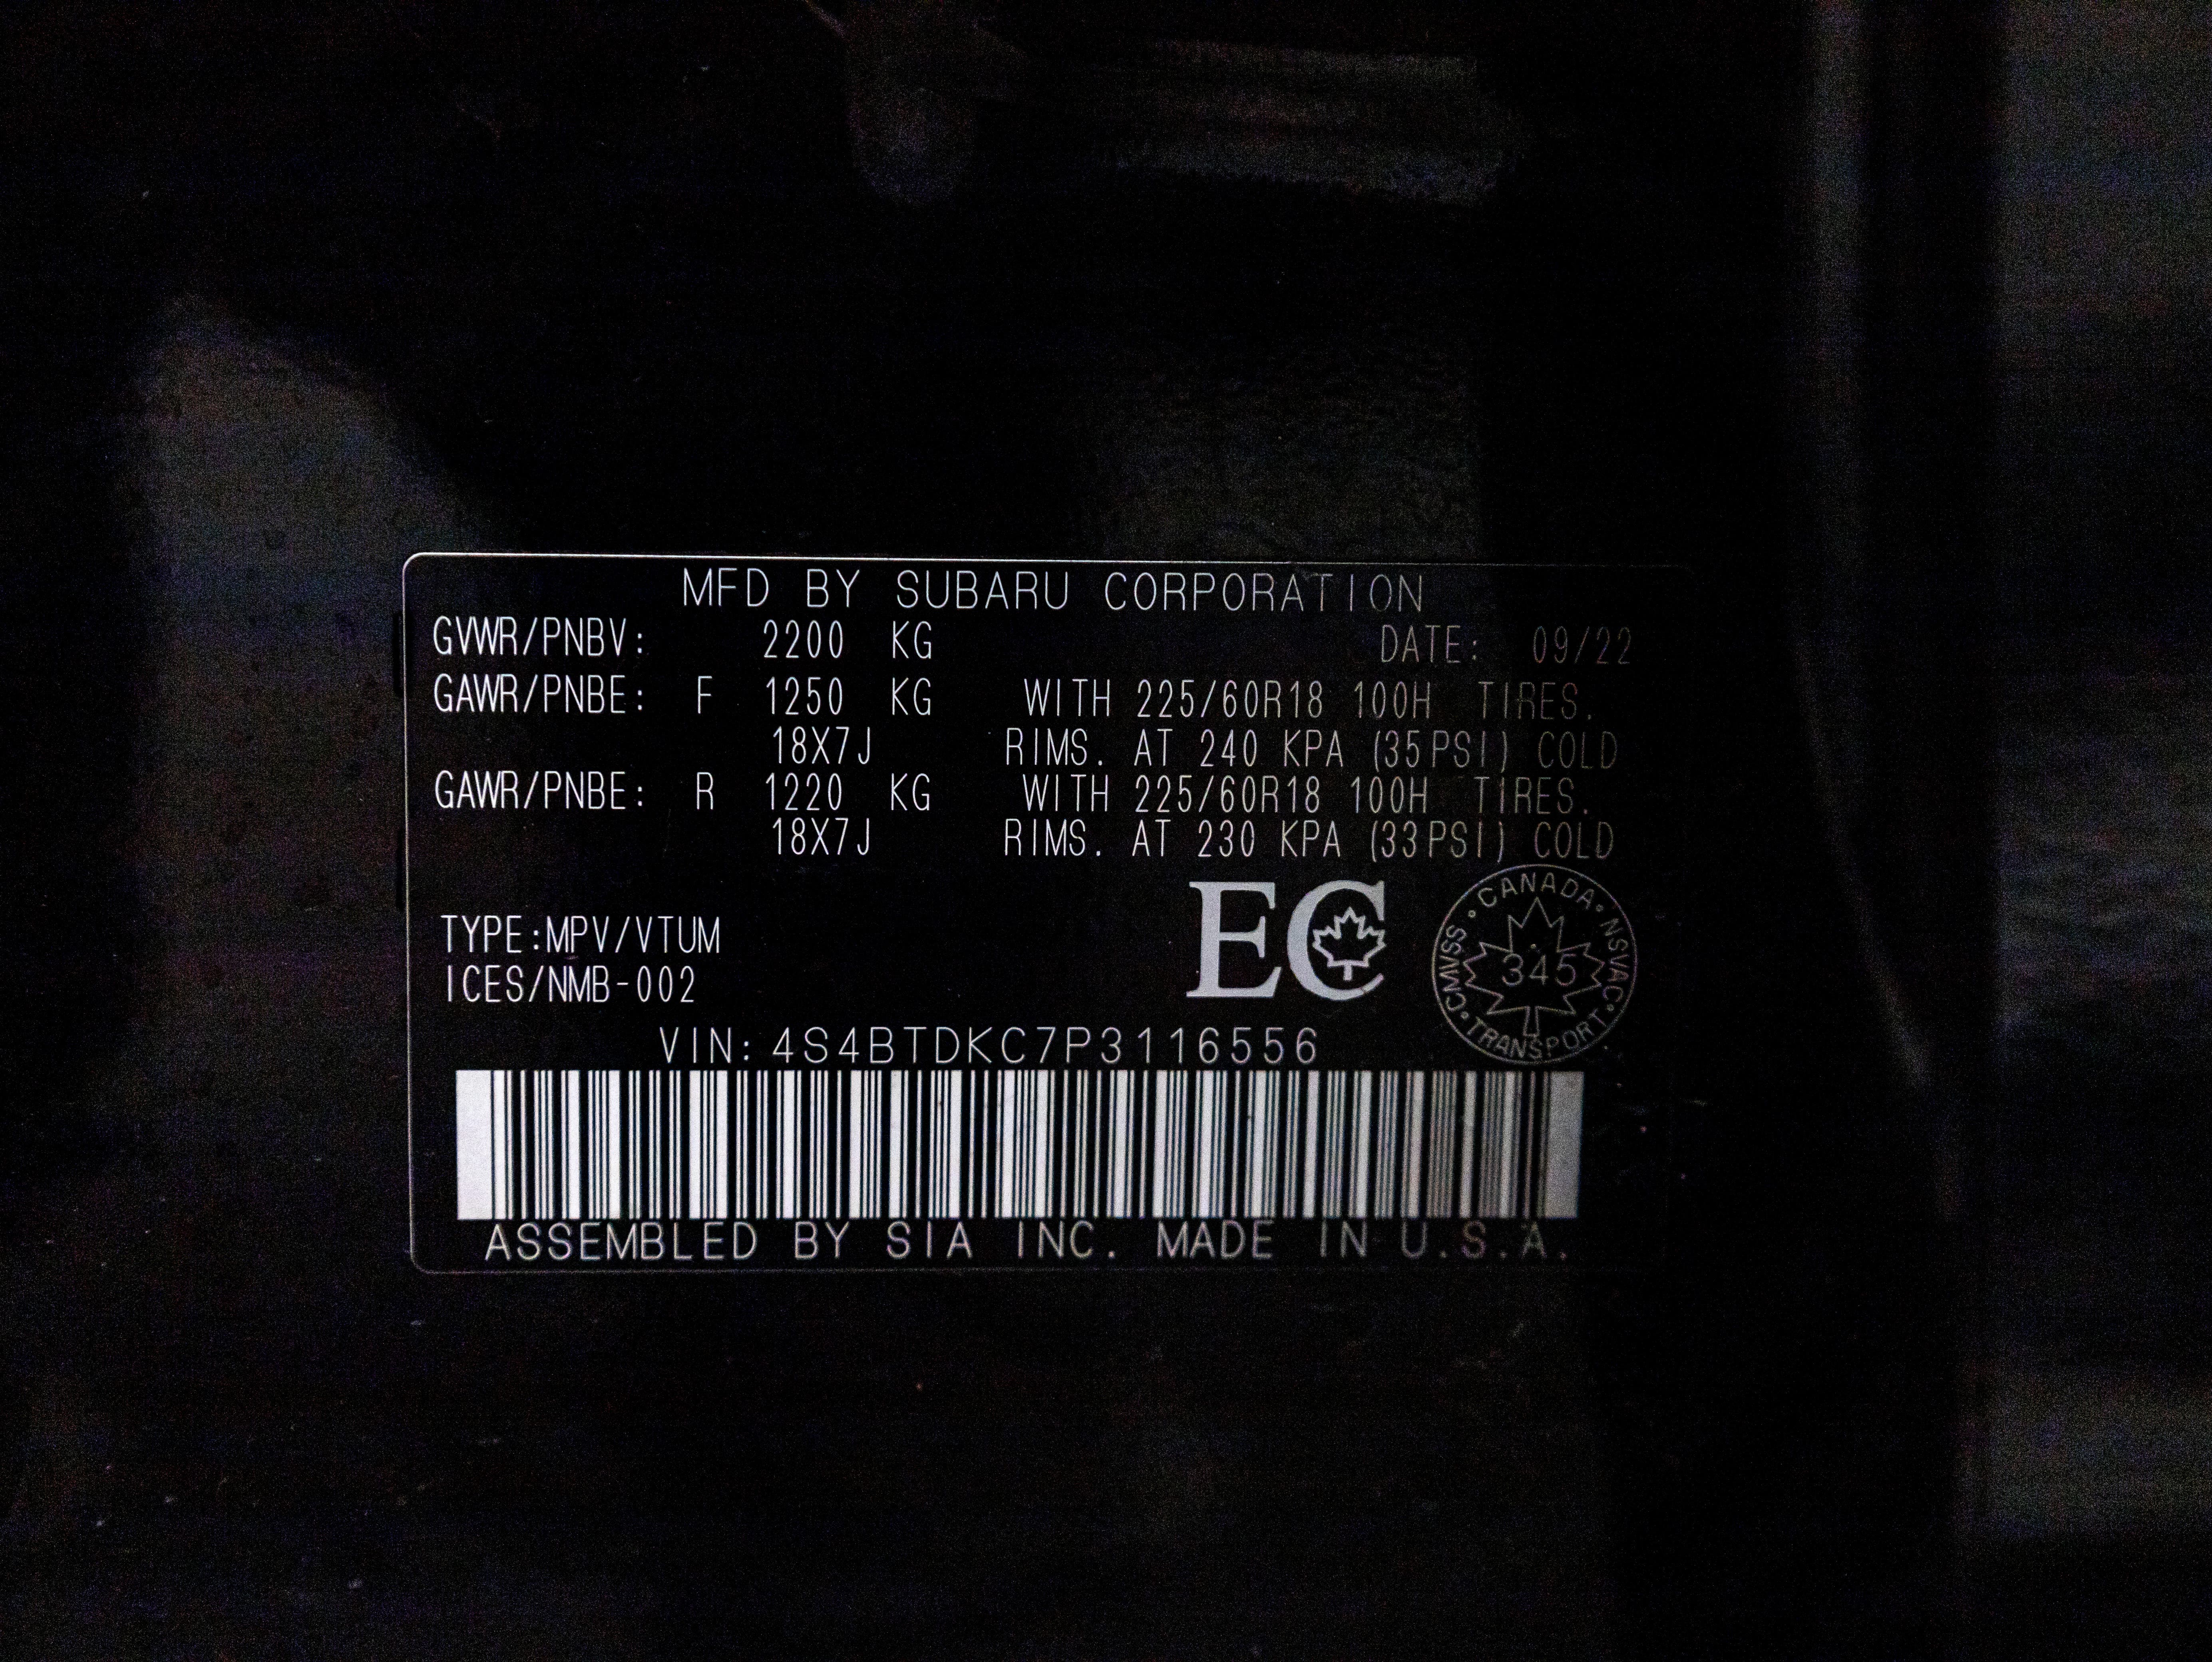 MFD BY SUBARU CORPORATION
GVWR/PNBV: 2200 KG DATE: 09/22
GAWR/PNBE: F 1250 KG WITH 225/60R18 100H TIRES.
18X7J RIMS. AT 240 KPA (35PSI) COLD
GAWR/PNBE: R 1220 KG WITH 225/60R18 100H TIRES.
18X7J RIMS. AT 230 KPA (33PSI) COLD
EC
CANADA • NSVAC • TRANSPORT • CMVSS •
345
TYPE:MPV/VTUM
ICES/NMB-002
VIN: 4S4BTDKC7P3116556
ASSEMBLED BY SIA INC. MADE IN U.S.A.